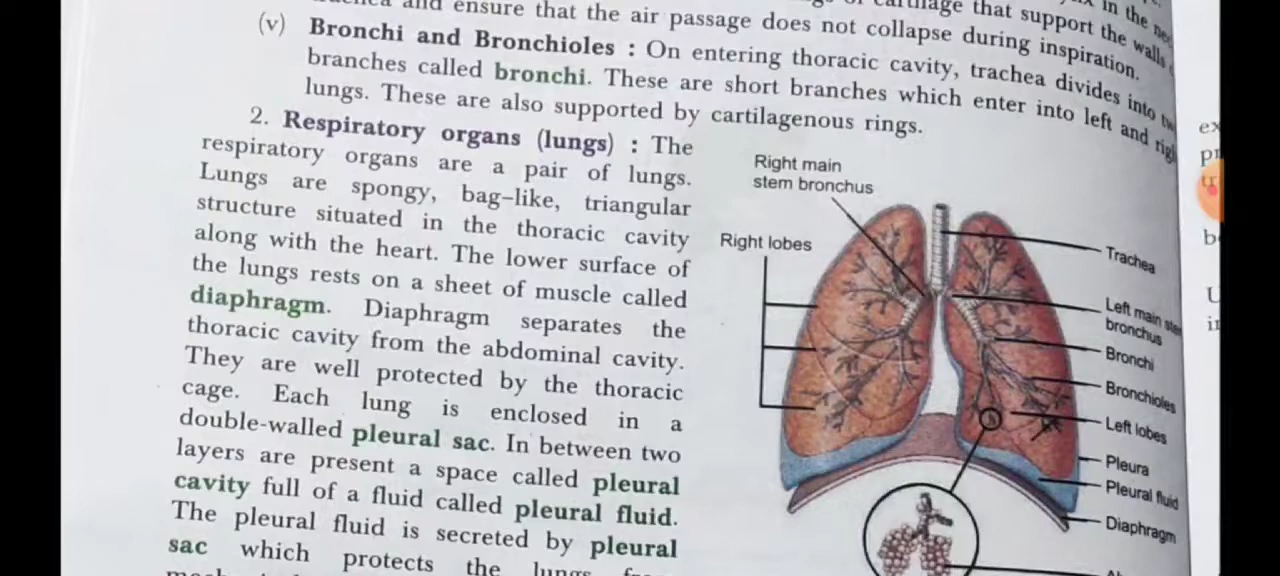 and ensure that the air passage does not collapse during inspiration.
cartilage that support the walls
in the
(v) Bronchi and Bronchioles : On entering thoracic cavity, trachea divides into
branches called bronchi. These are short branches which enter into left and
lungs. These are also supported by cartilagenous rings.
2. Respiratory organs (lungs) : The
respiratory organs are a pair of lungs.
Lungs are spongy, bag-like, triangular
structure situated in the thoracic cavity
along with the heart. The lower surface of
the lungs rests on a sheet of muscle called
diaphragm. Diaphragm separates the
thoracic cavity from the abdominal cavity.
They are well protected by the thoracic
cage. Each lung is enclosed in a
double-walled pleural sac. In between two
layers are present a space called pleural
cavity full of a fluid called pleural fluid.
The pleural fluid is secreted by pleural
sac which protects the lungs
Right main
stem bronchus
Right lobes
Trachea
Left main
bronchus
Bronchi
Bronchioles
Left lobes
Pleura
Pleural fluid
Diaphragm